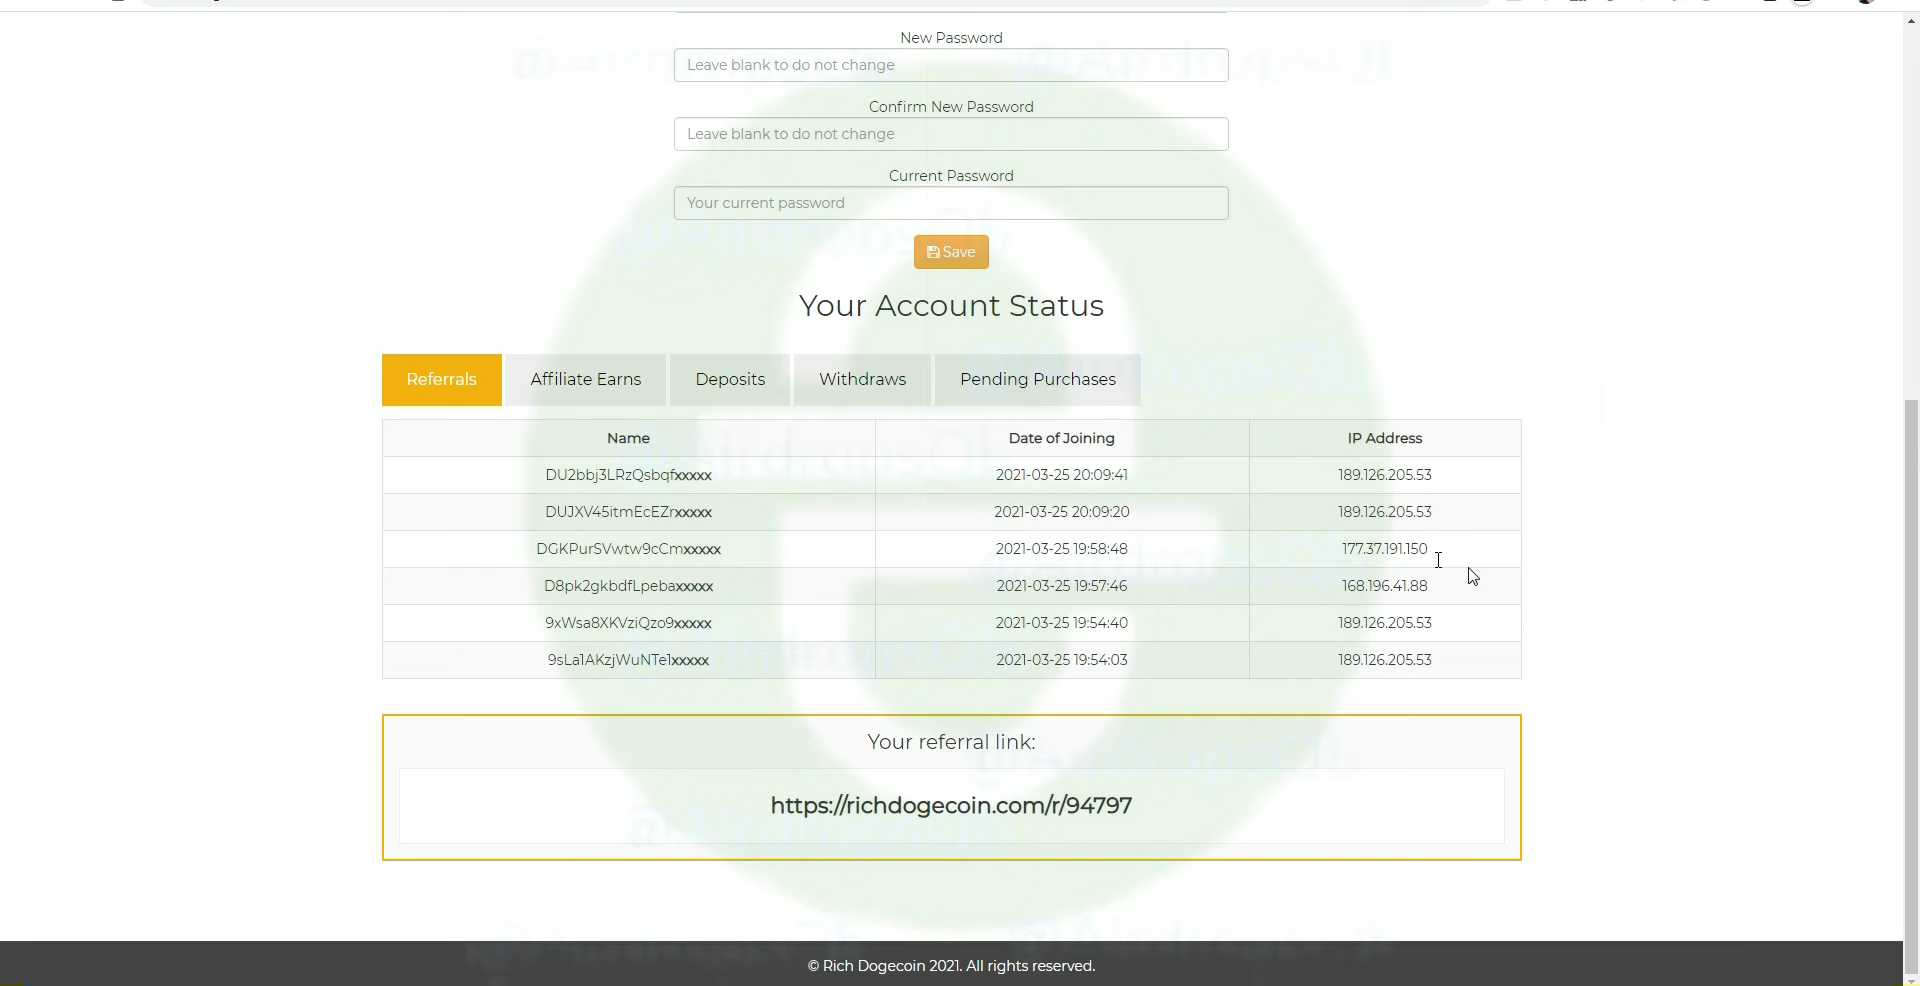 New Password
Leave blank to do not change
Confirm New Password
Leave blank to do not change
Current Password
Your current password
Save
Your Account Status
Referrals Affiliate Earns Deposits Withdraws Pending Purchases
Name Date of Joining IP Address
DU2bbj3LRzQsbqfxxxxx 2021-03-25 20:09:41 189.126.205.53
DUJXV45itmEcEZrxxxxx 2021-03-25 20:09:20 189.126.205.53
DGKPurSVwtw9cCmxxxxx 2021-03-25 19:58:48 177.37.191.150
D8pk2gkbdfLpebaxxxxx 2021-03-25 19:57:46 168.196.41.88
9xWsa8XKVziQzo9xxxxx 2021-03-25 19:54:40 189.126.205.53
9sLa1AKzjWuNTe1xxxxx 2021-03-25 19:54:03 189.126.205.53
Your referral link:
https://richdogecoin.com/r/94797
© Rich Dogecoin 2021. All rights reserved.